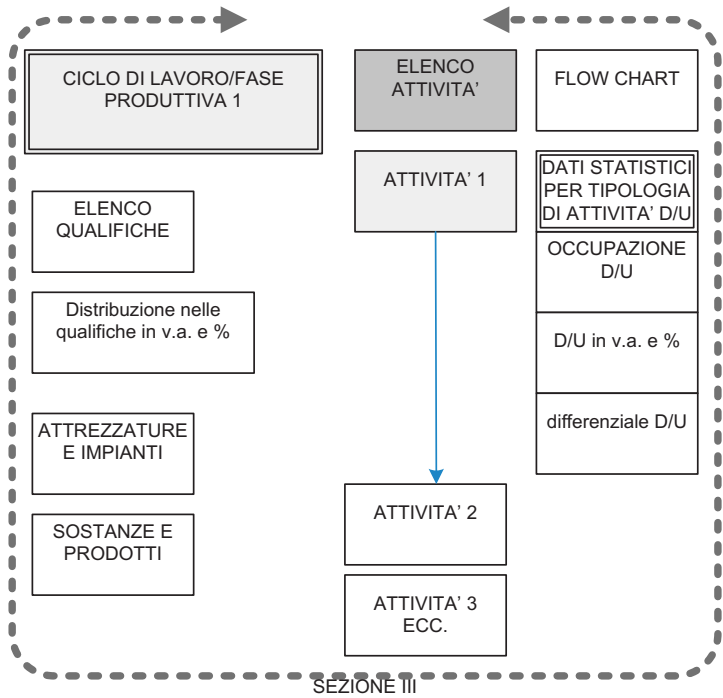 CICLO DI LAVORO/FASE
PRODUTTIVA 1
ELENCO
QUALIFICHE
Distribuzione nelle
qualifiche in v.a. e %
ATTREZZATURE
E IMPIANTI
SOSTANZE E
PRODOTTI
ELENCO
ATTIVITA’
ATTIVITA’ 1
ATTIVITA’ 2
ATTIVITA’ 3
ECC.
FLOW CHART
DATI STATISTICI
PER TIPOLOGIA
DI ATTIVITA’ D/U
OCCUPAZIONE
D/U
D/U in v.a. e %
differenziale D/U
SEZIONE III